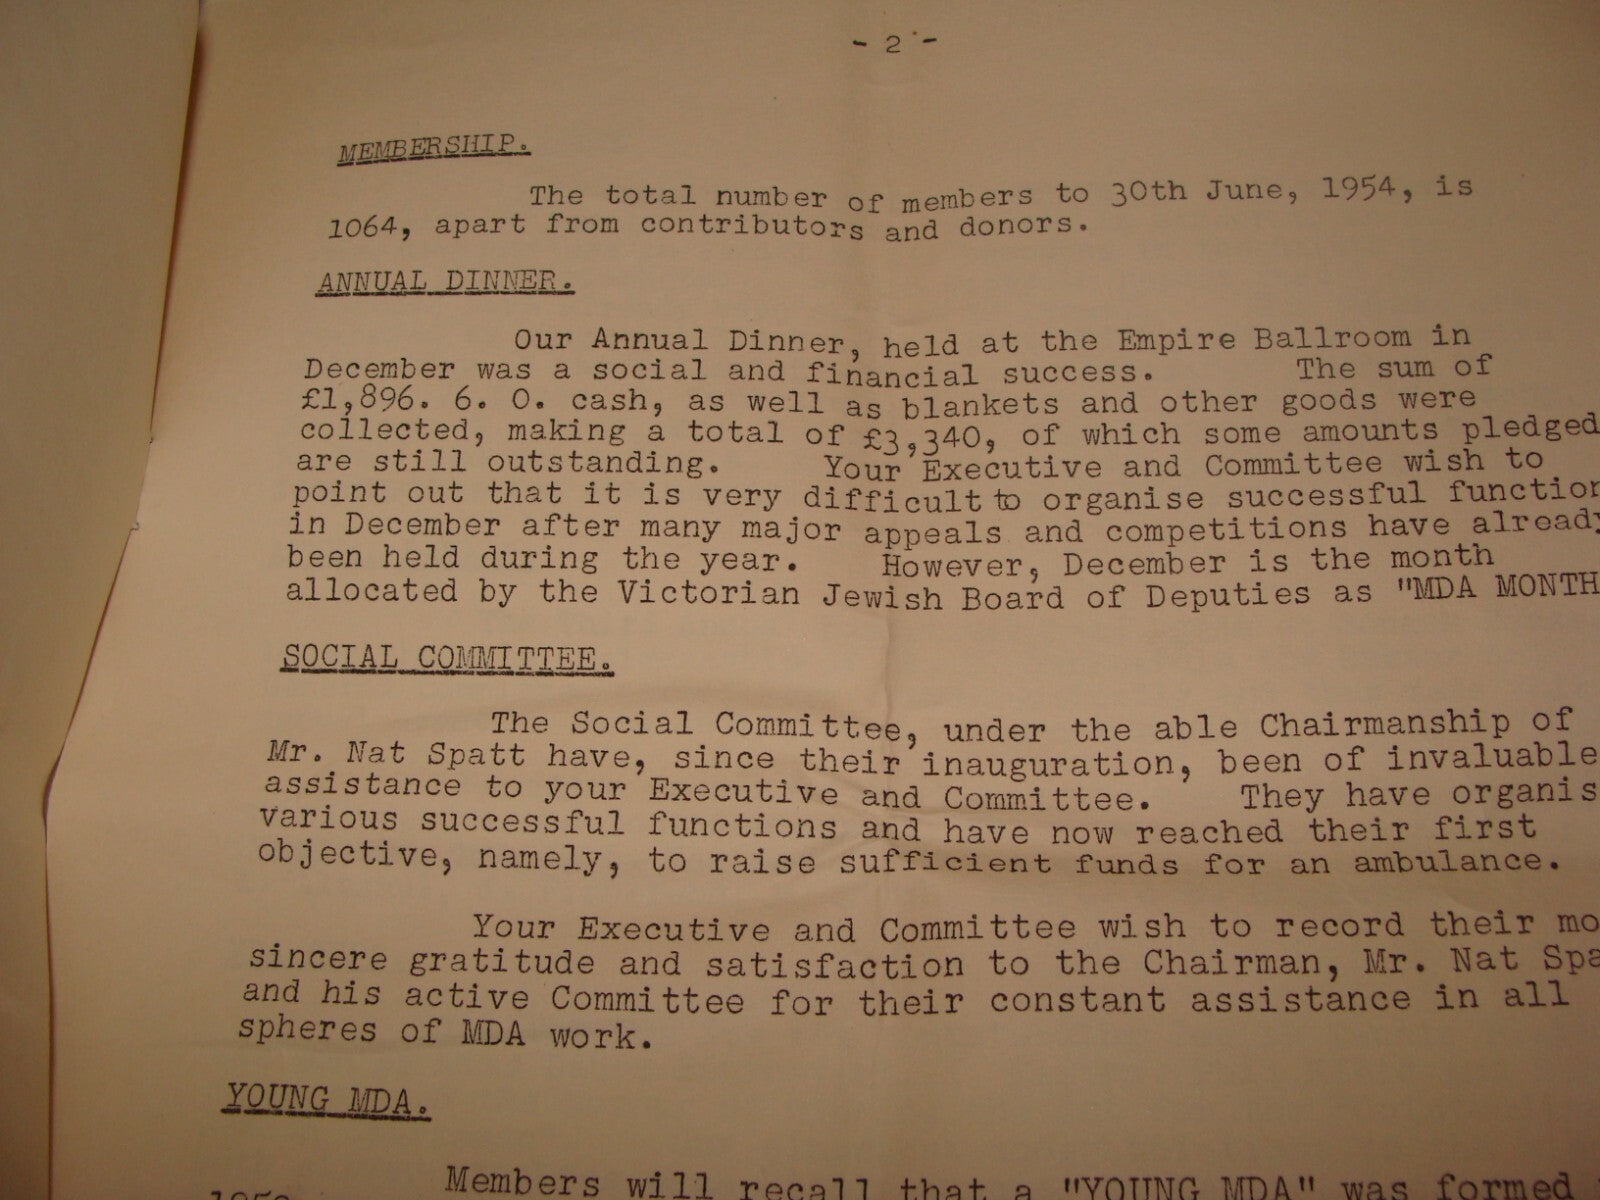 - 2 -
MEMBERSHIP.
The total number of members to 30th June, 1954, is
1064, apart from contributors and donors.
ANNUAL DINNER.
Our Annual Dinner, held at the Empire Ballroom in
December was a social and financial success. The sum of
£1,896. 6. 0. cash, as well as blankets and other goods were
collected, making a total of £3,340, of which some amounts pledged
are still outstanding. Your Executive and Committee wish to
point out that it is very difficult to organise successful function
in December after many major appeals and competitions have already
been held during the year. However, December is the month
allocated by the Victorian Jewish Board of Deputies as "MDA MONTH
SOCIAL COMMITTEE.
The Social Committee, under the able Chairmanship of
Mr. Nat Spatt have, since their inauguration, been of invaluable
assistance to your Executive and Committee. They have organis
various successful functions and have now reached their first
objective, namely, to raise sufficient funds for an ambulance.
Your Executive and Committee wish to record their mo
sincere gratitude and satisfaction to the Chairman, Mr. Nat Spa
and his active Committee for their constant assistance in all
spheres of MDA work.
YOUNG MDA.
Members will recall that a "YOUNG MDA" was formed